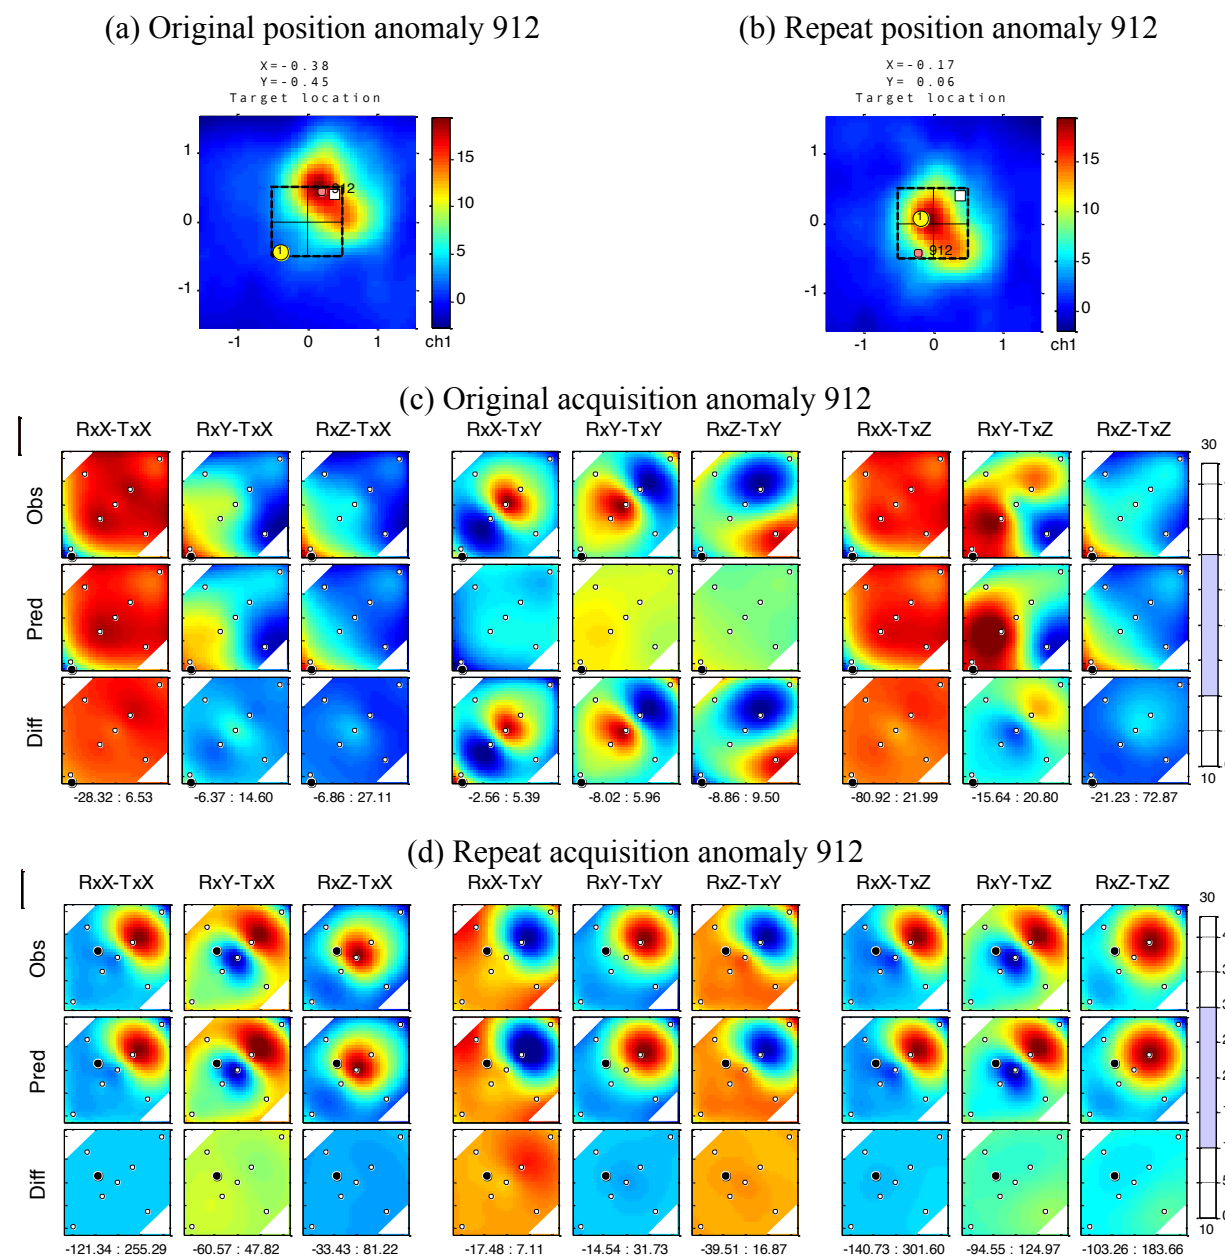 (a) Original position anomaly 912
(b) Repeat position anomaly 912
X=-0.38
Y=-0.45
Target location
X=-0.17
Y= 0.06
Target location
1
0
-1
-1
0
1
912
1
15
10
5
0
ch1
1
0
-1
-1
0
1
1
912
15
10
5
0
ch1
(c) Original acquisition anomaly 912
RxX-TxX RxY-TxX RxZ-TxX RxX-TxY RxY-TxY RxZ-TxY RxX-TxZ RxY-TxZ RxZ-TxZ
30
Obs
Pred
Diff
10
-28.32 : 6.53 -6.37 : 14.60 -6.86 : 27.11 -2.56 : 5.39 -8.02 : 5.96 -8.86 : 9.50 -80.92 : 21.99 -15.64 : 20.80 -21.23 : 72.87
(d) Repeat acquisition anomaly 912
RxX-TxX RxY-TxX RxZ-TxX RxX-TxY RxY-TxY RxZ-TxY RxX-TxZ RxY-TxZ RxZ-TxZ
30
Obs
Pred
Diff
10
-121.34 : 255.29 -60.57 : 47.82 -33.43 : 81.22 -17.48 : 7.11 -14.54 : 31.73 -39.51 : 16.87 -140.73 : 301.60 -94.55 : 124.97 -103.26 : 183.66